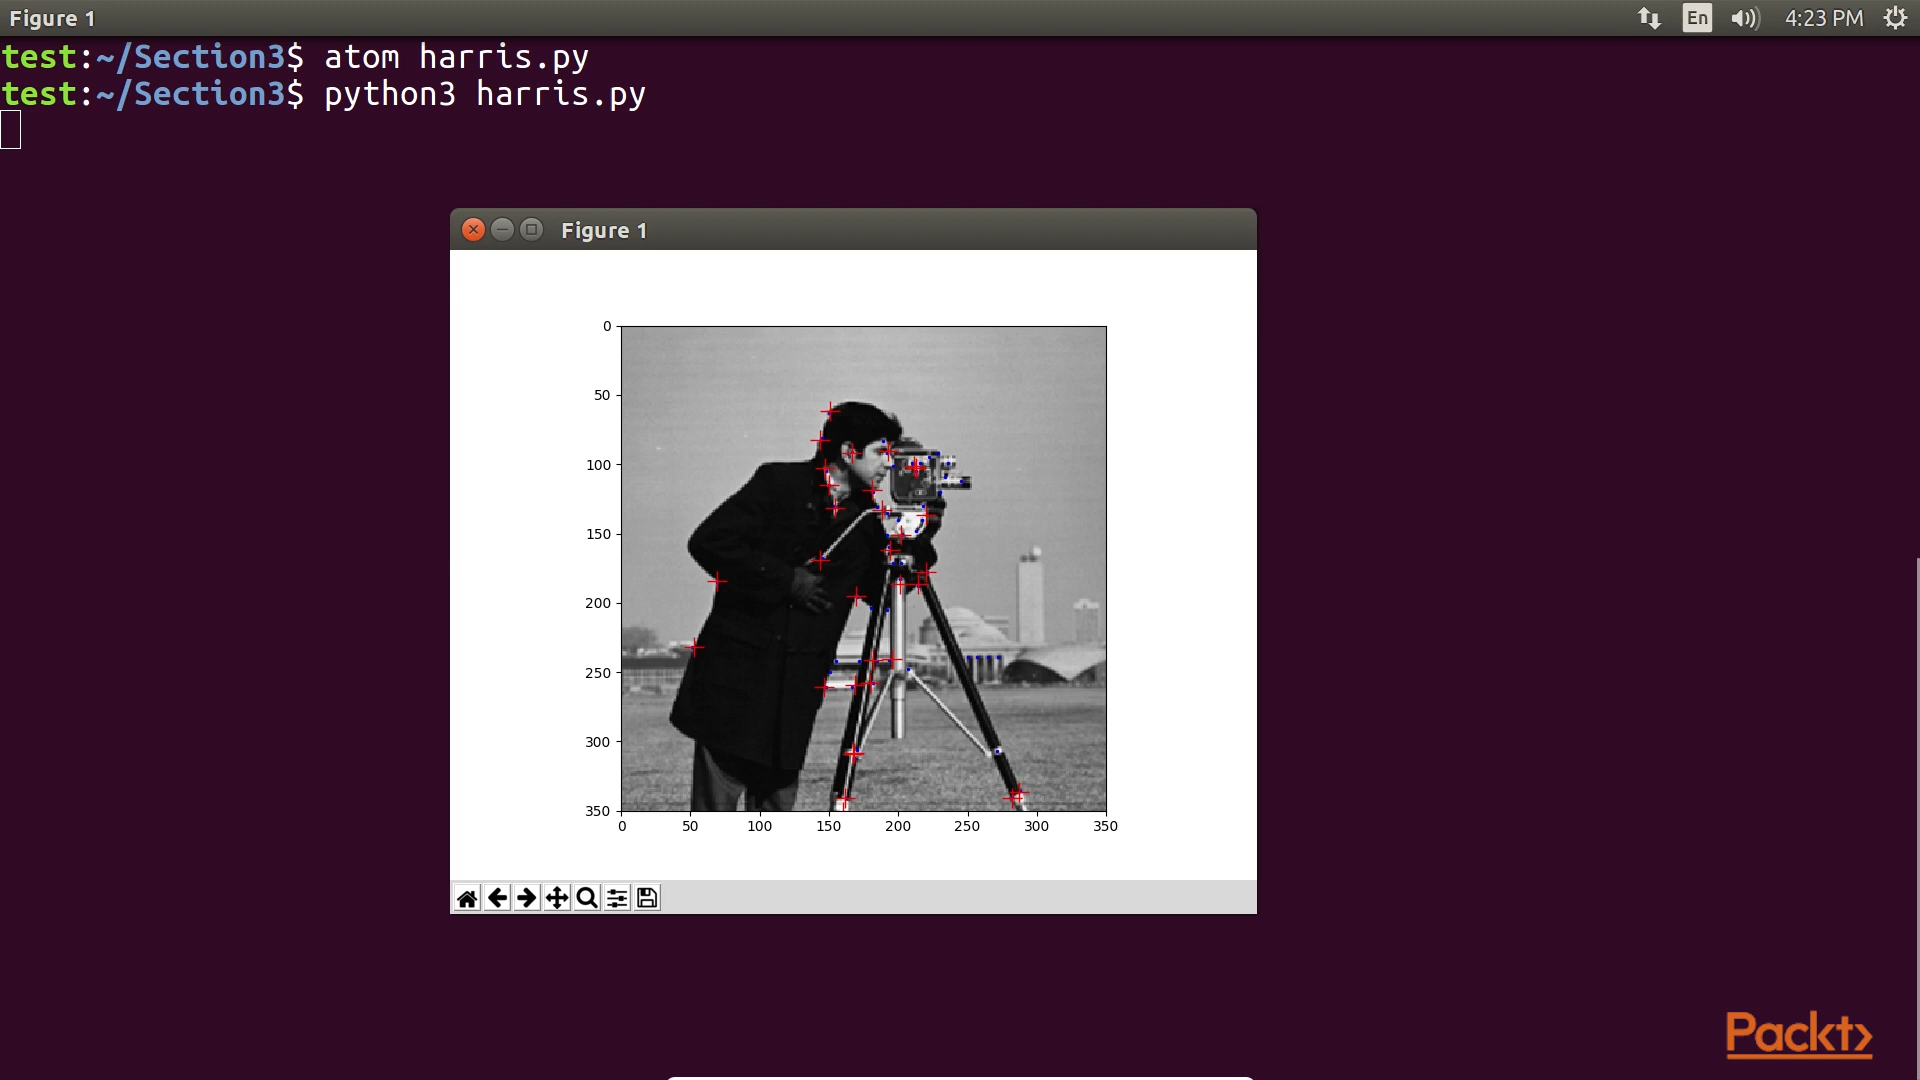 Figure 1
En
4:23 PM
test:~/Section3$ atom harris.py
test:~/Section3$ python3 harris.py
Figure 1
0
50
100
150
200
250
300
350
0 50 100 150 200 250 300 350
Packt>